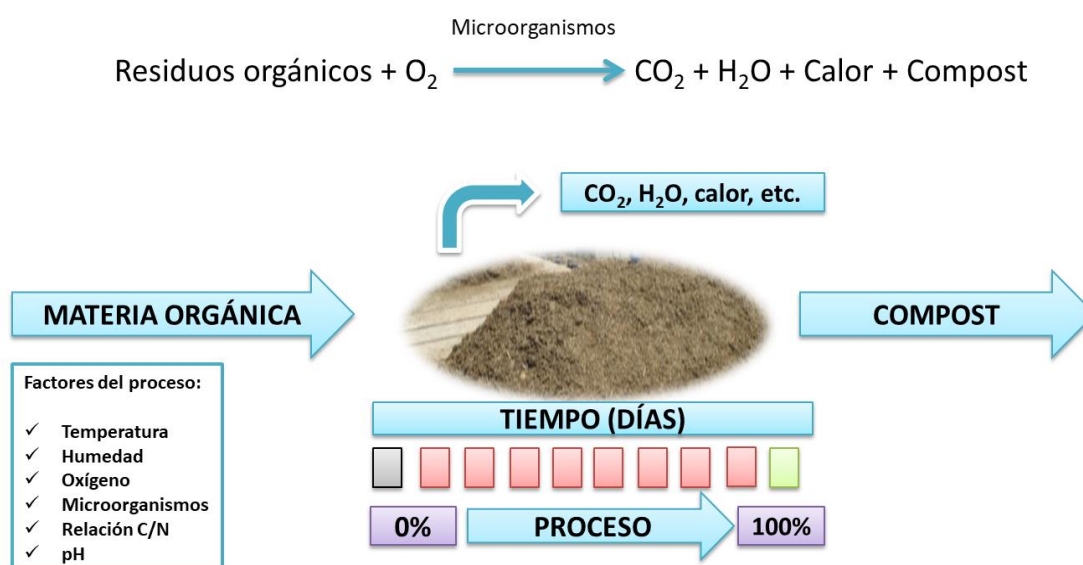 Microorganismos
Residuos orgánicos + O₂ → CO₂ + H₂O + Calor + Compost
CO₂, H₂O, calor, etc.
MATERIA ORGÁNICA
COMPOST
Factores del proceso:
✓ Temperatura
✓ Humedad
✓ Oxígeno
✓ Microorganismos
✓ Relación C/N
✓ pH
TIEMPO (DÍAS)
0% PROCESO 100%